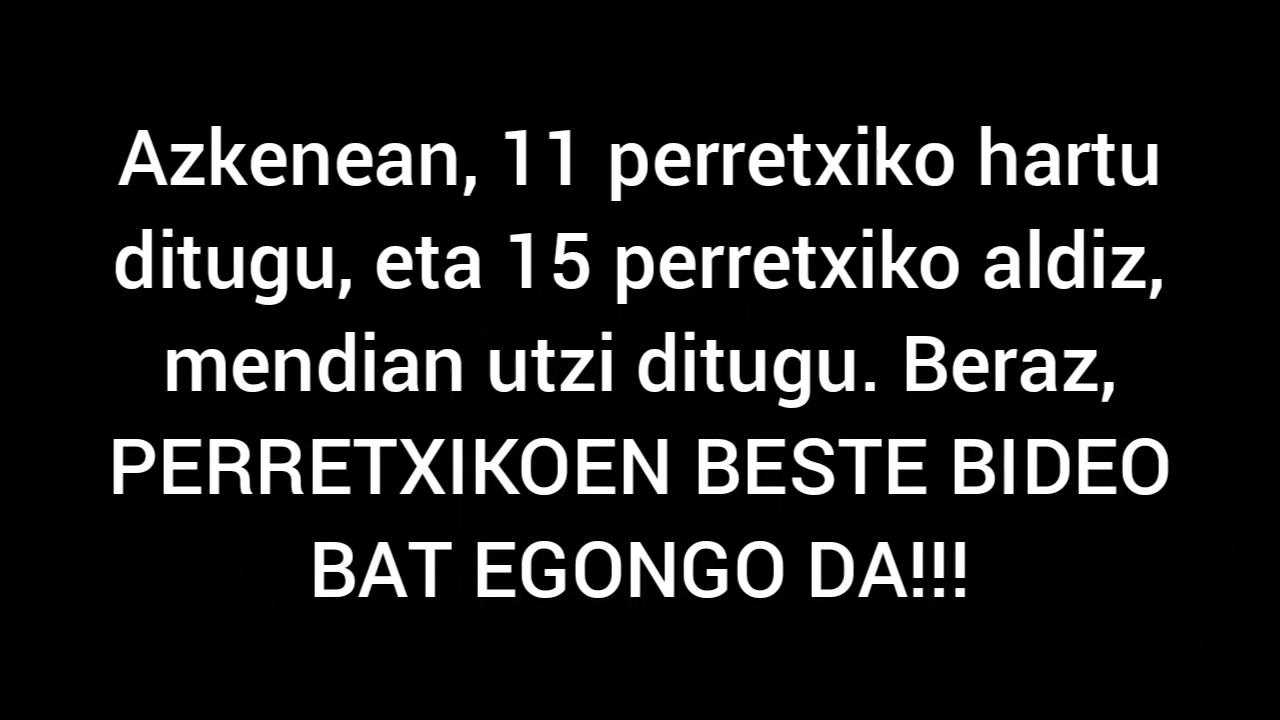 Azkenean, 11 perretxiko hartu
ditugu, eta 15 perretxiko aldiz,
mendian utzi ditugu. Beraz,
PERRETXIKOEN BESTE BIDEO
BAT EGONGO DA!!!